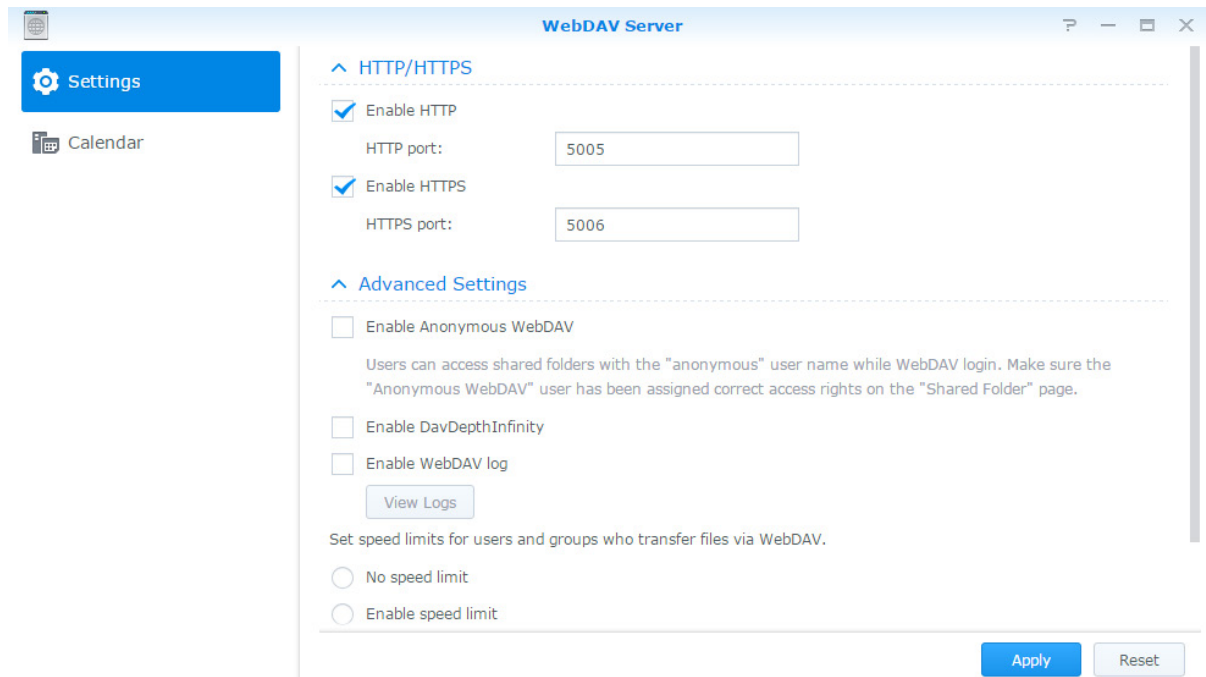 WebDAV Server
Settings
Calendar
HTTP/HTTPS
Enable HTTP
HTTP port: 5005
Enable HTTPS
HTTPS port: 5006
Advanced Settings
Enable Anonymous WebDAV
Users can access shared folders with the "anonymous" user name while WebDAV login. Make sure the
"Anonymous WebDAV" user has been assigned correct access rights on the "Shared Folder" page.
Enable DavDepthInfinity
Enable WebDAV log
View Logs
Set speed limits for users and groups who transfer files via WebDAV.
No speed limit
Enable speed limit
Apply Reset